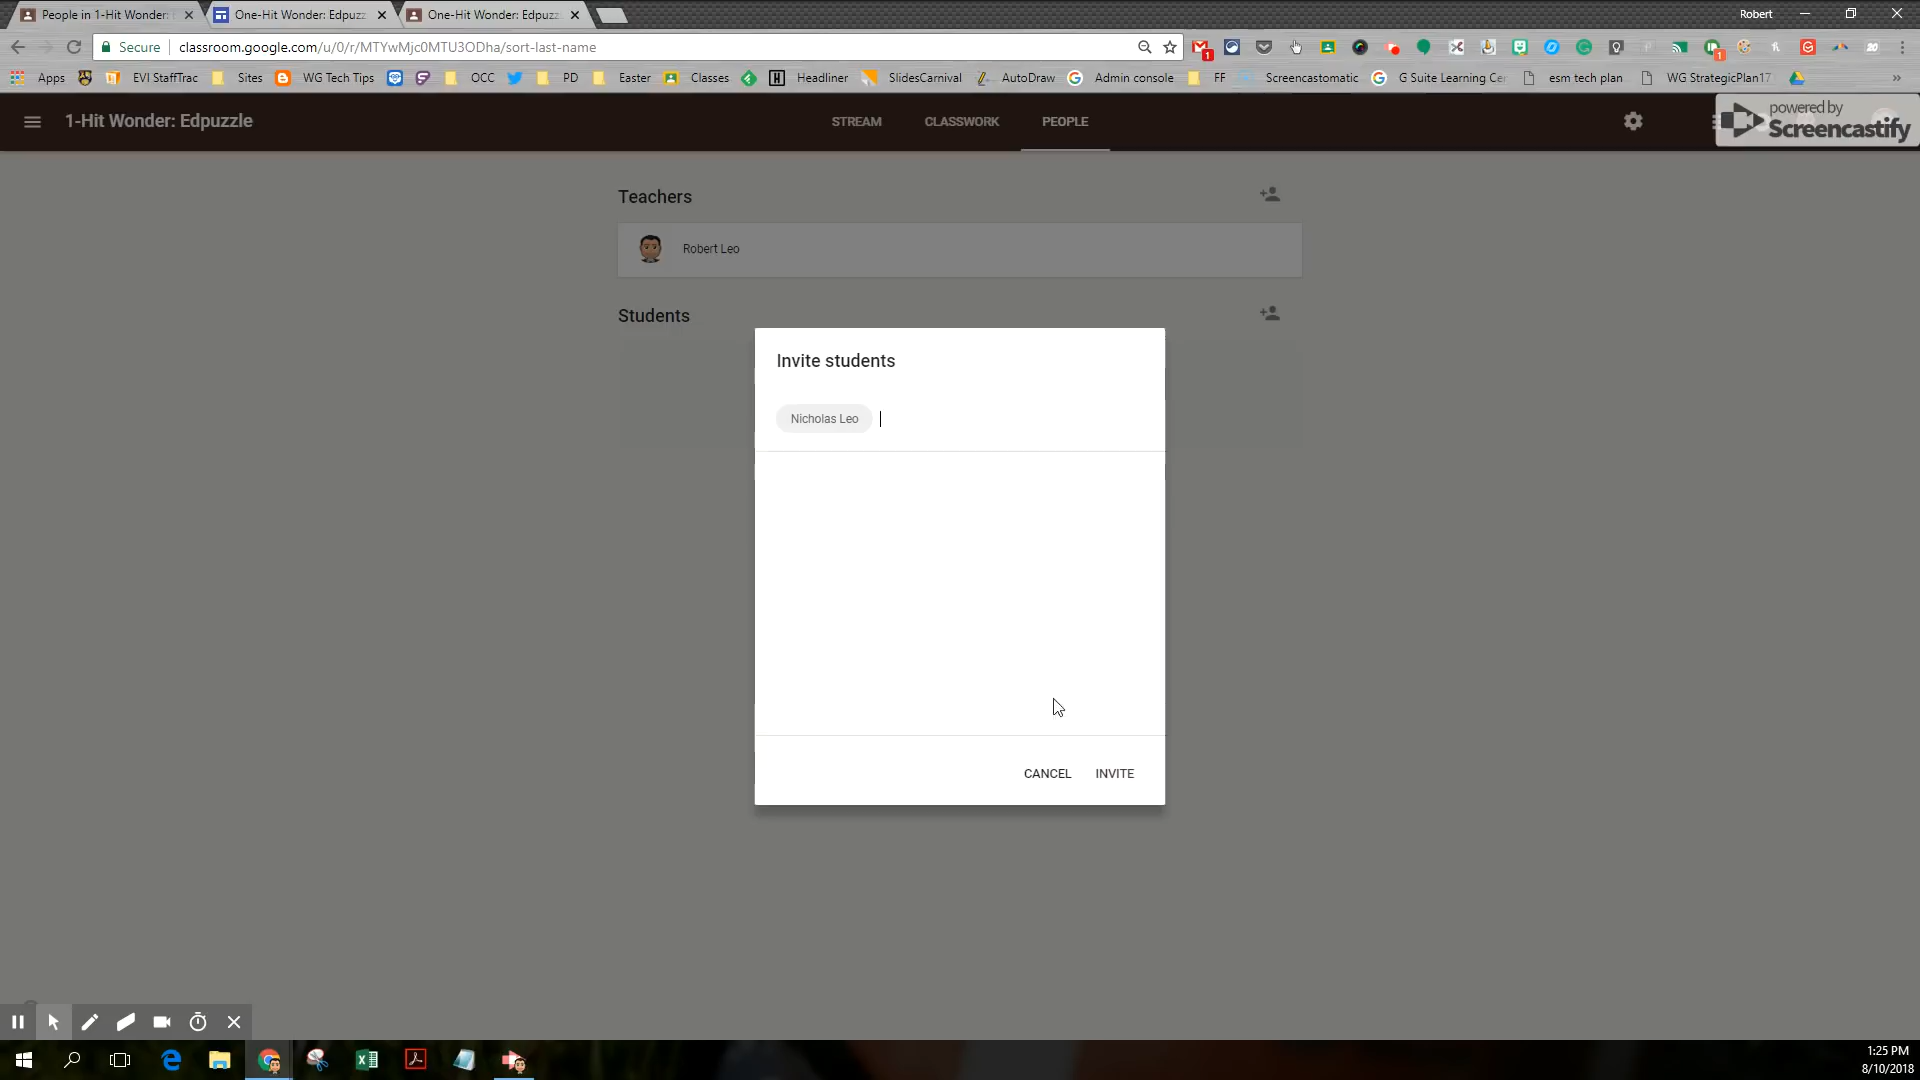 People in 1-Hit Wonder:
One-Hit Wonder: Edpuzz
One-Hit Wonder: Edpuzz
Robert
Secure
classroom.google.com/u/0/r/MTYwMjc0MTU3ODha/sort-last-name
Apps
EVI StaffTrac
Sites
WG Tech Tips
OCC
PD
Easter
Classes
Headliner
SlidesCarnival
AutoDraw
Admin console
FF
Screencastomatic
G Suite Learning Cer
esm tech plan
WG StrategicPlan17
1-Hit Wonder: Edpuzzle
STREAM
CLASSWORK
PEOPLE
powered by
Screencastify
Teachers
Robert Leo
Students
Invite students
Nicholas Leo
CANCEL
INVITE
1:25 PM
8/10/2018